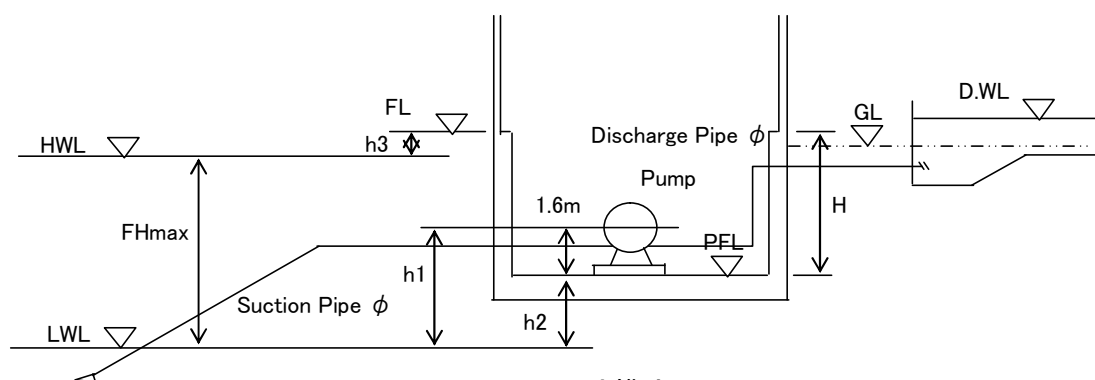 FL
HWL
h3
Discharge Pipe φ
GL
D.WL
Pump
1.6m
H
FHmax
h1
PFL
Suction Pipe φ
h2
LWL